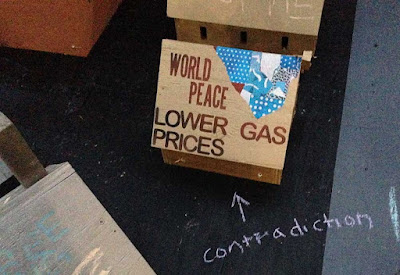 WORLD
PEACE
LOWER GAS
PRICES
contradiction